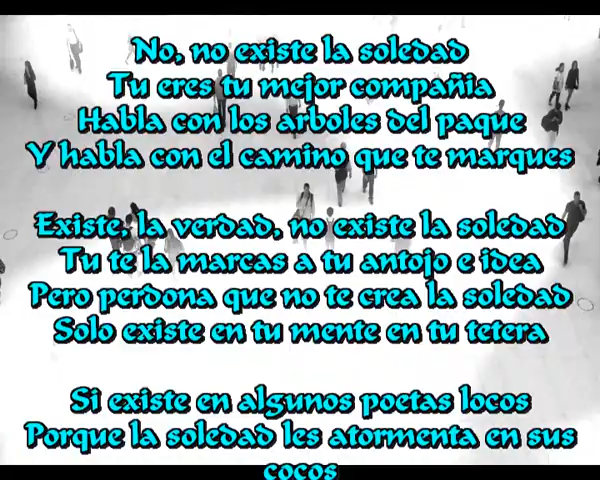 No, no existe la soledad
Tu eres tu mejor compañia
Habla con los arboles del paque
Y habla con el camino que te marques
Existe, la verdad, no existe la soledad
Tu te la marcas a tu antojo e idea
Pero perdona que no te crea la soledad
Solo existe en tu mente en tu tetera
Si existe en algunos poetas locos
Porque la soledad les atormenta en sus
cocos